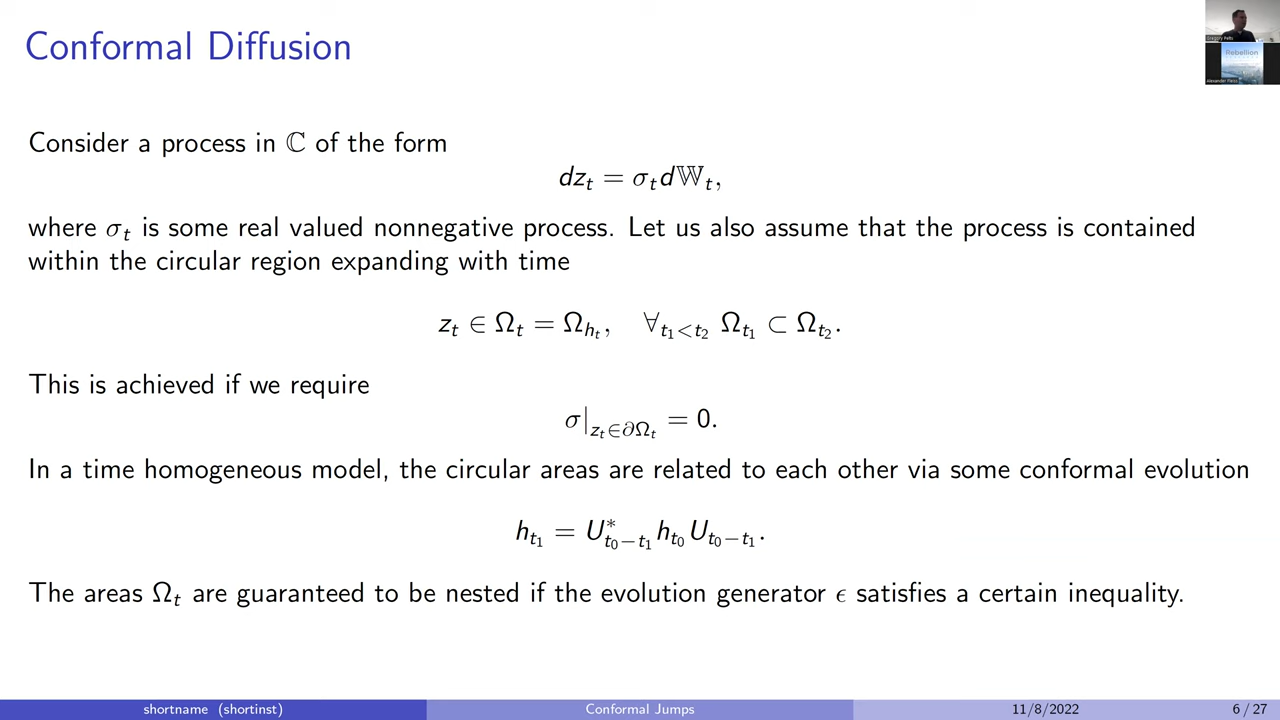 Conformal Diffusion
Gregory Pelts
Rebellion
Alexander Fleiss
Consider a process in ℂ of the form
dz_t = σ_t d𝕎_t,
where σ_t is some real valued nonnegative process. Let us also assume that the process is contained
within the circular region expanding with time
z_t ∈ Ω_t = Ω_{h_t}, ∀_{t_1<t_2} Ω_{t_1} ⊂ Ω_{t_2}.
This is achieved if we require
σ|_{z_t∈∂Ω_t} = 0.
In a time homogeneous model, the circular areas are related to each other via some conformal evolution
h_{t_1} = U^*_{t_0−t_1} h_{t_0} U_{t_0−t_1}.
The areas Ω_t are guaranteed to be nested if the evolution generator ϵ satisfies a certain inequality.
shortname (shortinst)
Conformal Jumps
11/8/2022
6 / 27